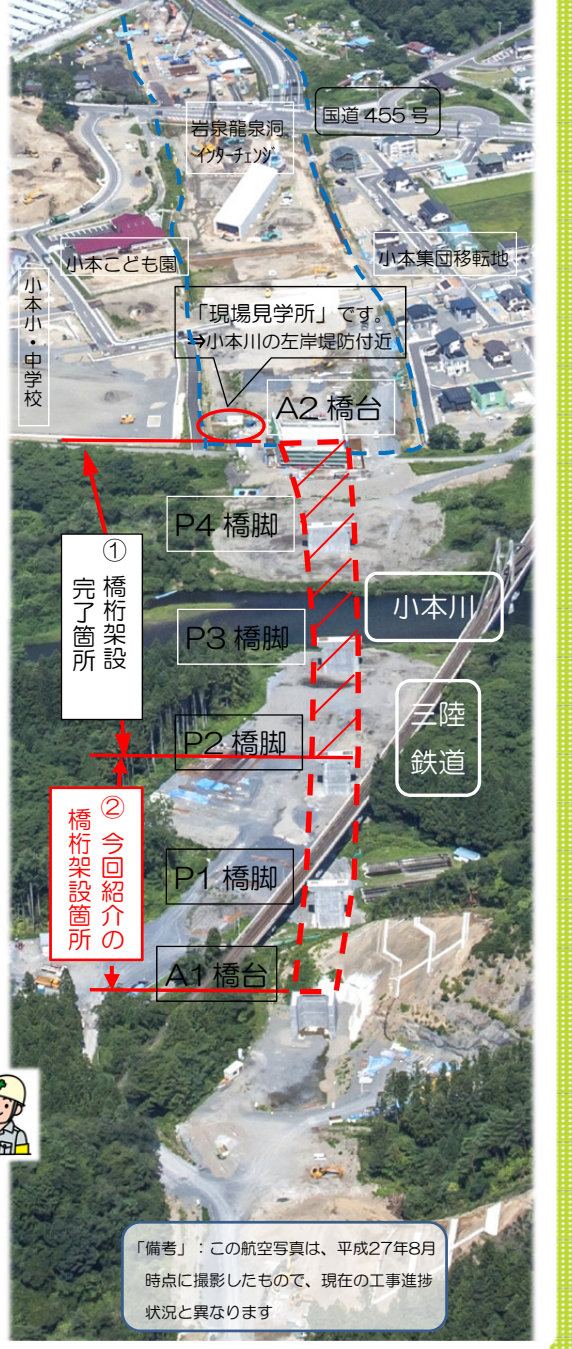 国道 455 号
岩泉龍泉洞
インターチェンジ
小本こども園
小本集団移転地
小本小・中学校
「現場見学所」です。
→小本川の左岸堤防付近
A2 橋台
P4 橋脚
① 橋桁架設
完了箇所
小本川
P3 橋脚
三陸
鉄道
P2 橋脚
② 今回紹介の
橋桁架設箇所
P1 橋脚
A1 橋台
「備考」：この航空写真は、平成27年8月
時点に撮影したもので、現在の工事進捗
状況と異なります